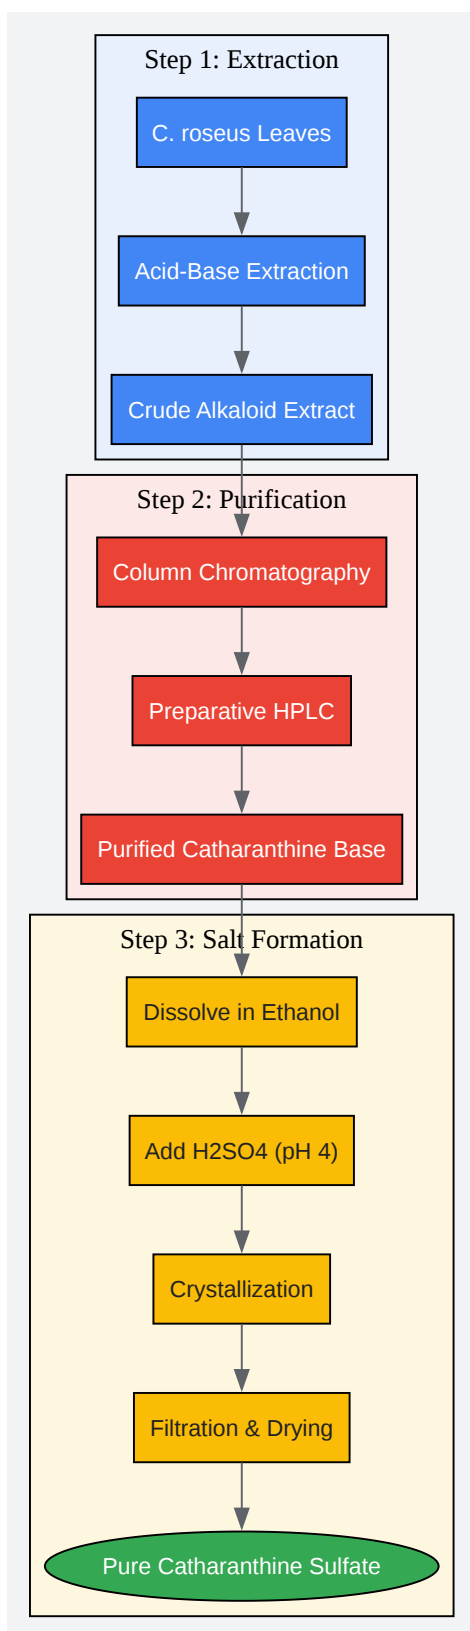 Step 1: Extraction
C. roseus Leaves
Acid-Base Extraction
Crude Alkaloid Extract
Step 2: Purification
Column Chromatography
Preparative HPLC
Purified Catharanthine Base
Step 3: Salt Formation
Dissolve in Ethanol
Add H2SO4 (pH 4)
Crystallization
Filtration & Drying
Pure Catharanthine Sulfate